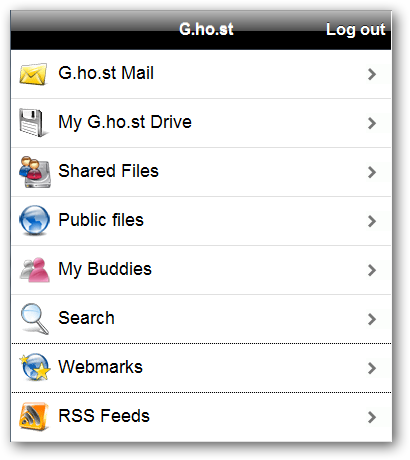 G.ho.st Log out
G.ho.st Mail
My G.ho.st Drive
Shared Files
Public files
My Buddies
Search
Webmarks
RSS Feeds